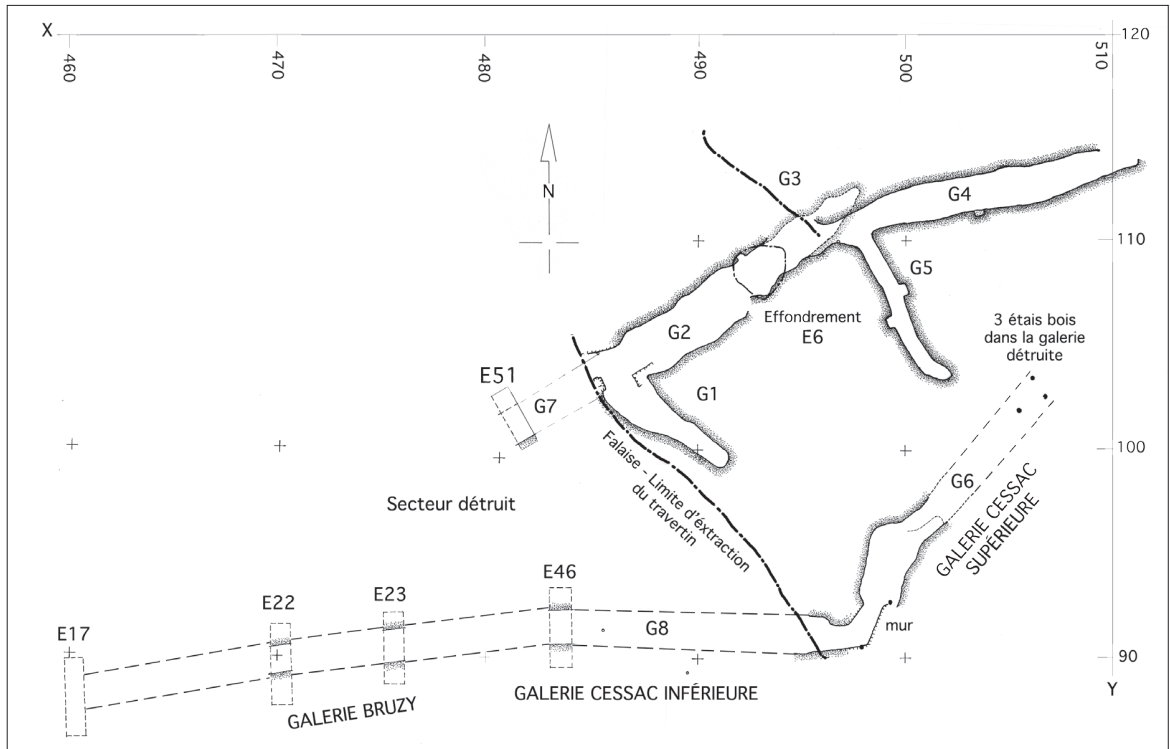 X
460
470
480
490
500
510
120
N
G3
G4
110
G5
Effondrement
E6
3 étais bois
dans la galerie
détruite
G2
E51
G7
G1
100
Falaise - Limite d'éxtraction
du travertin
G6
Secteur détruit
GALERIE CESSAC
SUPÉRIEURE
E46
E23
E22
E17
G8
mur
90
Y
GALERIE BRUZY
GALERIE CESSAC INFÉRIEURE